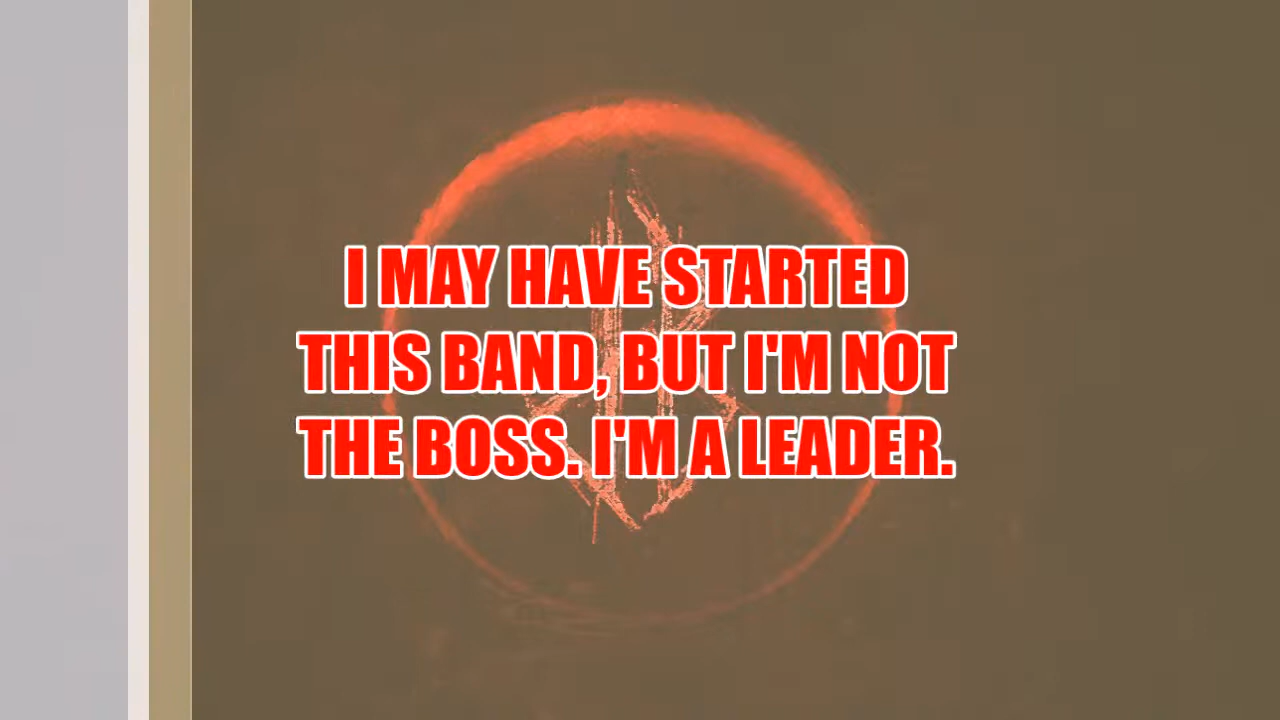 I MAY HAVE STARTED
THIS BAND, BUT I'M NOT
THE BOSS. I'M A LEADER.